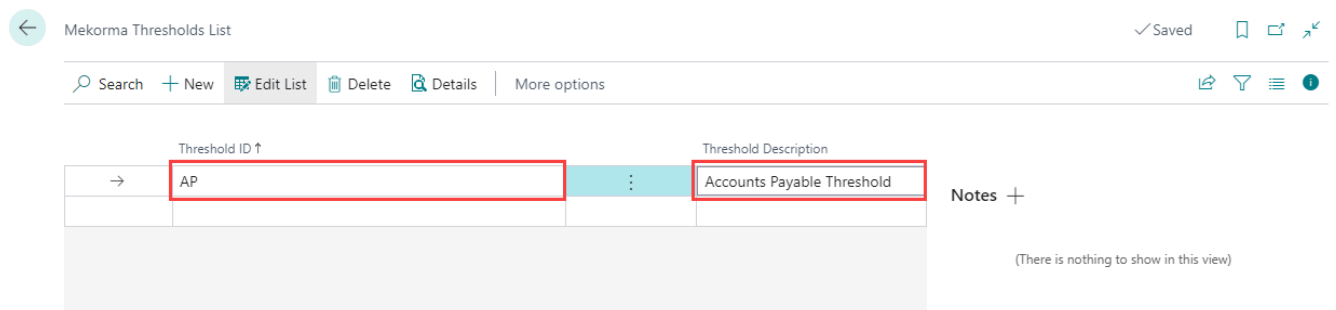 Mekorma Thresholds List
Saved
Search New Edit List Delete Details More options
Threshold ID ↑ Threshold Description
AP Accounts Payable Threshold
Notes
(There is nothing to show in this view)